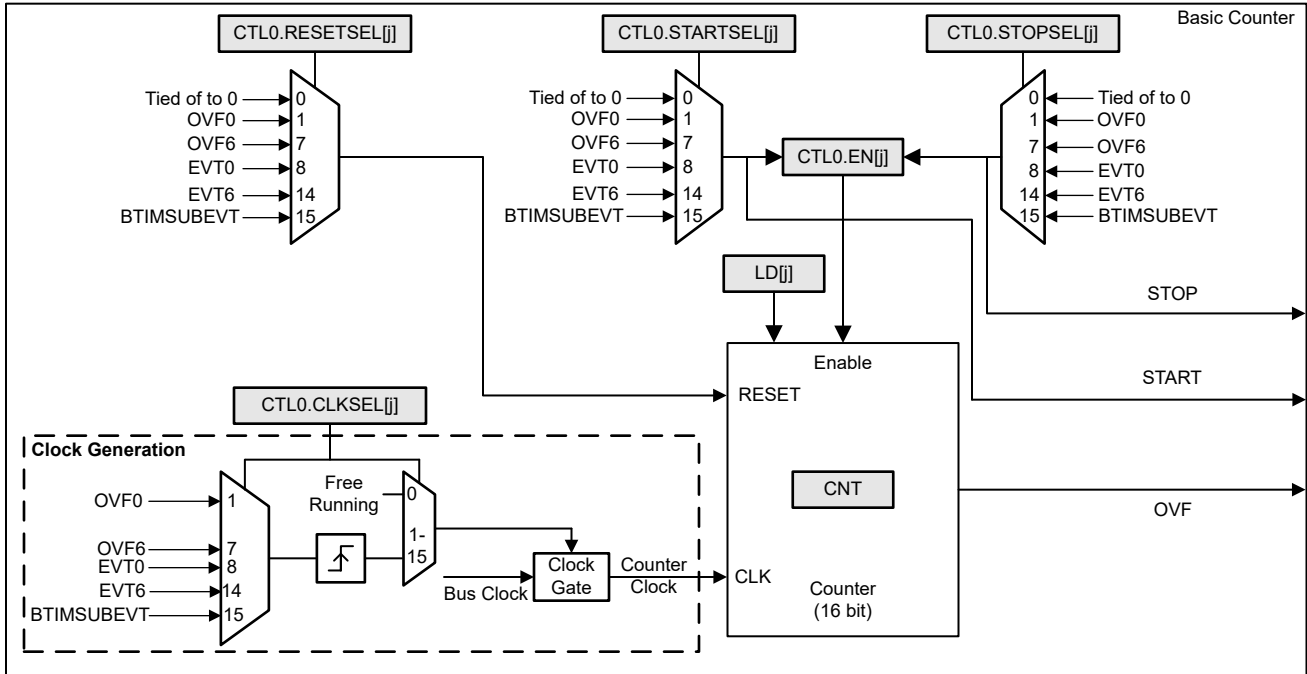 Basic Counter
CTL0.RESETSEL[j]
CTL0.STARTSEL[j]
CTL0.STOPSEL[j]
Tied of to 0
0
OVF0
1
OVF6
7
EVT0
8
EVT6
14
BTIMSUBEVT
15
Tied of to 0
0
OVF0
1
OVF6
7
EVT0
8
EVT6
14
BTIMSUBEVT
15
CTL0.EN[j]
0
Tied of to 0
1
OVF0
7
OVF6
8
EVT0
14
EVT6
15
BTIMSUBEVT
LD[j]
STOP
START
Enable
RESET
CNT
OVF
CLK
Counter
(16 bit)
CTL0.CLKSEL[j]
Clock Generation
OVF0
1
OVF6
7
EVT0
8
EVT6
14
BTIMSUBEVT
15
Free
Running
0
1-
15
Bus Clock
Clock
Gate
Counter
Clock